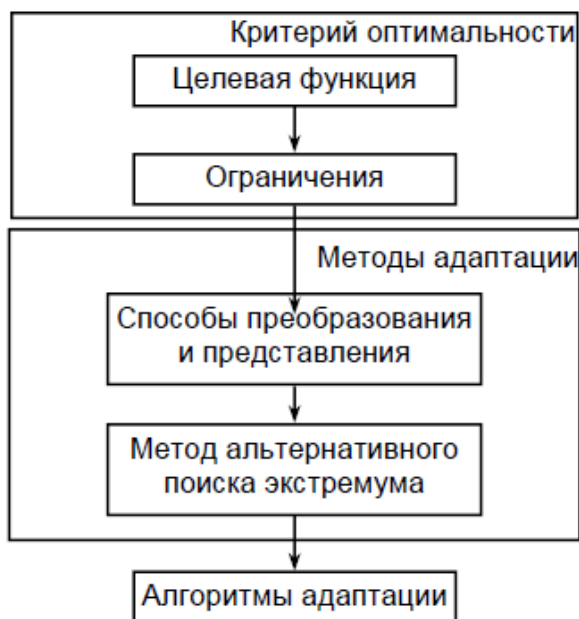 Критерий оптимальности
Целевая функция
Ограничения
Методы адаптации
Способы преобразования
и представления
Метод альтернативного
поиска экстремума
Алгоритмы адаптации